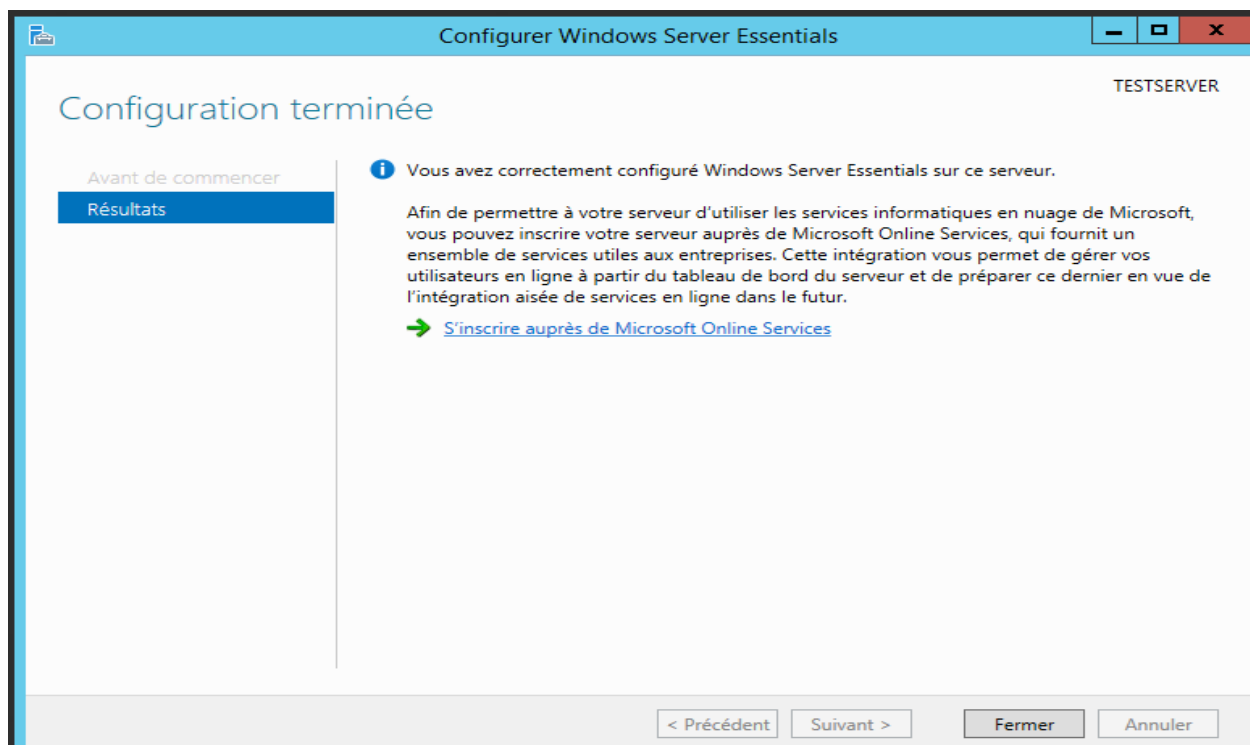 Configurer Windows Server Essentials
TESTSERVER
Configuration terminée
Avant de commencer
Résultats
Vous avez correctement configuré Windows Server Essentials sur ce serveur.
Afin de permettre à votre serveur d'utiliser les services informatiques en nuage de Microsoft,
vous pouvez inscrire votre serveur auprès de Microsoft Online Services, qui fournit un
ensemble de services utiles aux entreprises. Cette intégration vous permet de gérer vos
utilisateurs en ligne à partir du tableau de bord du serveur et de préparer ce dernier en vue de
l'intégration aisée de services en ligne dans le futur.
S'inscrire auprès de Microsoft Online Services
< Précédent Suivant > Fermer Annuler